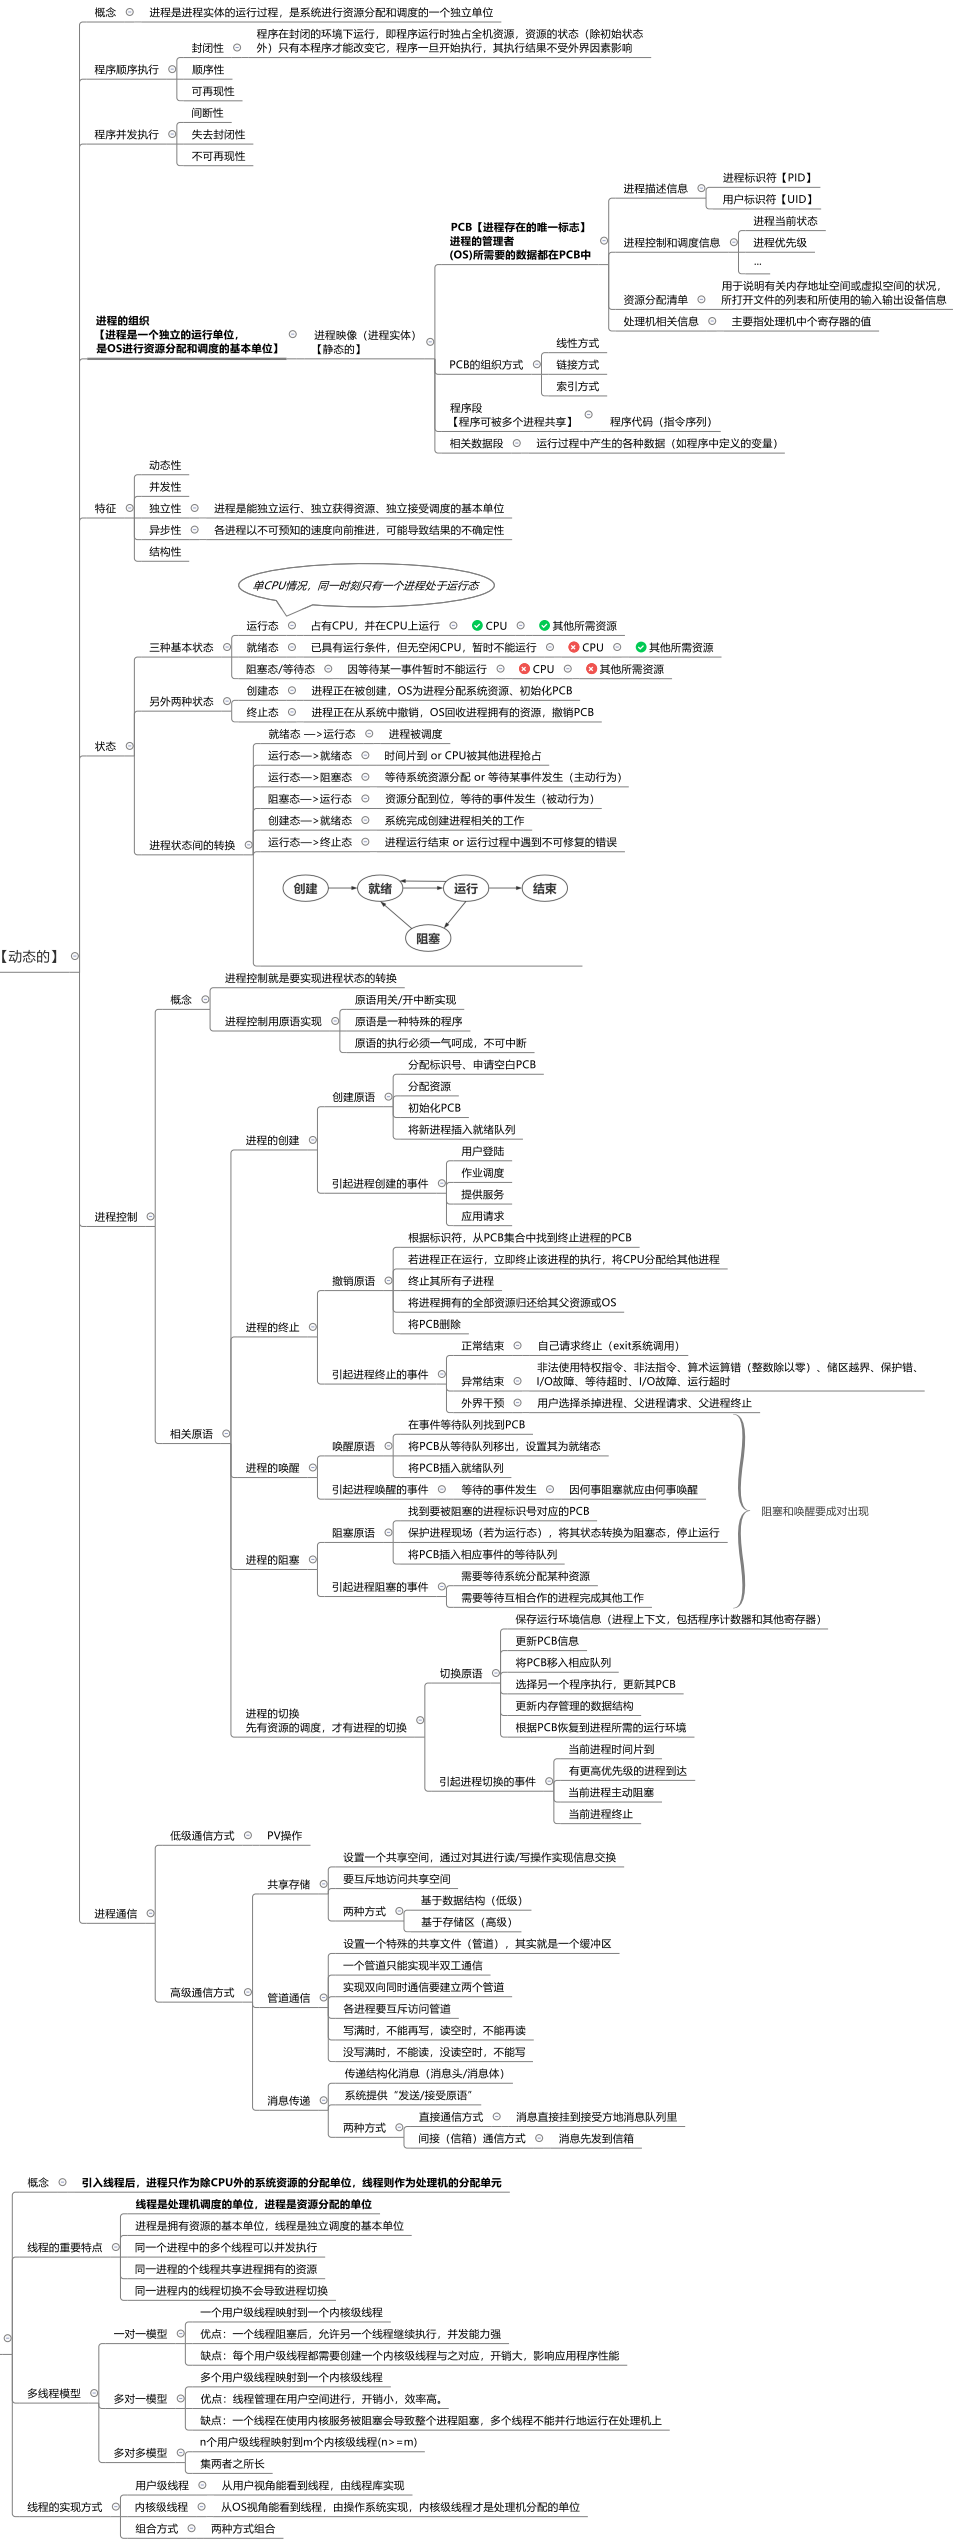 概念
进程是进程实体的运行过程，是系统进行资源分配和调度的一个独立单位
程序顺序执行
封闭性
程序在封闭的环境下运行，即程序运行时独占全机资源，资源的状态（除初始状态
外）只有本程序才能改变它，程序一旦开始执行，其执行结果不受外界因素影响
顺序性
可再现性
程序并发执行
间断性
失去封闭性
不可再现性
进程的组织
【进程是一个独立的运行单位，
是OS进行资源分配和调度的基本单位】
进程映像（进程实体）
【静态的】
PCB【进程存在的唯一标志】
进程的管理者
(OS)所需要的数据都在PCB中
进程描述信息
进程标识符【PID】
用户标识符【UID】
进程控制和调度信息
进程当前状态
进程优先级
...
资源分配清单
用于说明有关内存地址空间或虚拟空间的状况，
所打开文件的列表和所使用的输入输出设备信息
处理机相关信息
主要指处理机中个寄存器的值
PCB的组织方式
线性方式
链接方式
索引方式
程序段
【程序可被多个进程共享】
程序代码（指令序列）
相关数据段
运行过程中产生的各种数据（如程序中定义的变量）
特征
动态性
并发性
独立性
进程是能独立运行、独立获得资源、独立接受调度的基本单位
异步性
各进程以不可预知的速度向前推进，可能导致结果的不确定性
结构性
状态
三种基本状态
单CPU情况，同一时刻只有一个进程处于运行态
运行态
占有CPU，并在CPU上运行
CPU
其他所需资源
就绪态
已具有运行条件，但无空闲CPU，暂时不能运行
CPU
其他所需资源
阻塞态/等待态
因等待某一事件暂时不能运行
CPU
其他所需资源
另外两种状态
创建态
进程正在被创建，OS为进程分配系统资源、初始化PCB
终止态
进程正在从系统中撤销，OS回收进程拥有的资源，撤销PCB
进程状态间的转换
就绪态 —>运行态
进程被调度
运行态—>就绪态
时间片到 or CPU被其他进程抢占
运行态—>阻塞态
等待系统资源分配 or 等待某事件发生（主动行为）
阻塞态—>运行态
资源分配到位，等待的事件发生（被动行为）
创建态—>就绪态
系统完成创建进程相关的工作
运行态—>终止态
进程运行结束 or 运行过程中遇到不可修复的错误
创建
就绪
运行
结束
阻塞
【动态的】
进程控制
概念
进程控制就是要实现进程状态的转换
进程控制用原语实现
原语用关/开中断实现
原语是一种特殊的程序
原语的执行必须一气呵成，不可中断
相关原语
进程的创建
创建原语
分配标识号、申请空白PCB
分配资源
初始化PCB
将新进程插入就绪队列
引起进程创建的事件
用户登陆
作业调度
提供服务
应用请求
进程的终止
撤销原语
根据标识符，从PCB集合中找到终止进程的PCB
若进程正在运行，立即终止该进程的执行，将CPU分配给其他进程
终止其所有子进程
将进程拥有的全部资源归还给其父资源或OS
将PCB删除
引起进程终止的事件
正常结束
自己请求终止（exit系统调用）
异常结束
非法使用特权指令、非法指令、算术运算错（整数除以零）、储区越界、保护错、
I/O故障、等待超时、I/O故障、运行超时
外界干预
用户选择杀掉进程、父进程请求、父进程终止
进程的唤醒
唤醒原语
在事件等待队列找到PCB
将PCB从等待队列移出，设置其为就绪态
将PCB插入就绪队列
引起进程唤醒的事件
等待的事件发生
因何事阻塞就应由何事唤醒
进程的阻塞
阻塞原语
找到要被阻塞的进程标识号对应的PCB
保护进程现场（若为运行态），将其状态转换为阻塞态，停止运行
将PCB插入相应事件的等待队列
引起进程阻塞的事件
需要等待系统分配某种资源
需要等待互相合作的进程完成其他工作
阻塞和唤醒要成对出现
进程的切换
先有资源的调度，才有进程的切换
切换原语
保存运行环境信息（进程上下文，包括程序计数器和其他寄存器）
更新PCB信息
将PCB移入相应队列
选择另一个程序执行，更新其PCB
更新内存管理的数据结构
根据PCB恢复到进程所需的运行环境
引起进程切换的事件
当前进程时间片到
有更高优先级的进程到达
当前进程主动阻塞
当前进程终止
进程通信
低级通信方式
PV操作
高级通信方式
共享存储
设置一个共享空间，通过对其进行读/写操作实现信息交换
要互斥地访问共享空间
两种方式
基于数据结构（低级）
基于存储区（高级）
管道通信
设置一个特殊的共享文件（管道），其实就是一个缓冲区
一个管道只能实现半双工通信
实现双向同时通信要建立两个管道
各进程要互斥访问管道
写满时，不能再写，读空时，不能再读
没写满时，不能读，没读空时，不能写
消息传递
传递结构化消息（消息头/消息体）
系统提供“发送/接受原语”
两种方式
直接通信方式
消息直接挂到接受方地消息队列里
间接（信箱）通信方式
消息先发到信箱
概念
引入线程后，进程只作为除CPU外的系统资源的分配单位，线程则作为处理机的分配单元
线程的重要特点
线程是处理机调度的单位，进程是资源分配的单位
进程是拥有资源的基本单位，线程是独立调度的基本单位
同一个进程中的多个线程可以并发执行
同一进程的个线程共享进程拥有的资源
同一进程内的线程切换不会导致进程切换
多线程模型
一对一模型
一个用户级线程映射到一个内核级线程
优点：一个线程阻塞后，允许另一个线程继续执行，并发能力强
缺点：每个用户级线程都需要创建一个内核级线程与之对应，开销大，影响应用程序性能
多对一模型
多个用户级线程映射到一个内核级线程
优点：线程管理在用户空间进行，开销小，效率高。
缺点：一个线程在使用内核服务被阻塞会导致整个进程阻塞，多个线程不能并行地运行在处理机上
多对多模型
n个用户级线程映射到m个内核级线程(n>=m)
集两者之所长
线程的实现方式
用户级线程
从用户视角能看到线程，由线程库实现
内核级线程
从OS视角能看到线程，由操作系统实现，内核级线程才是处理机分配的单位
组合方式
两种方式组合